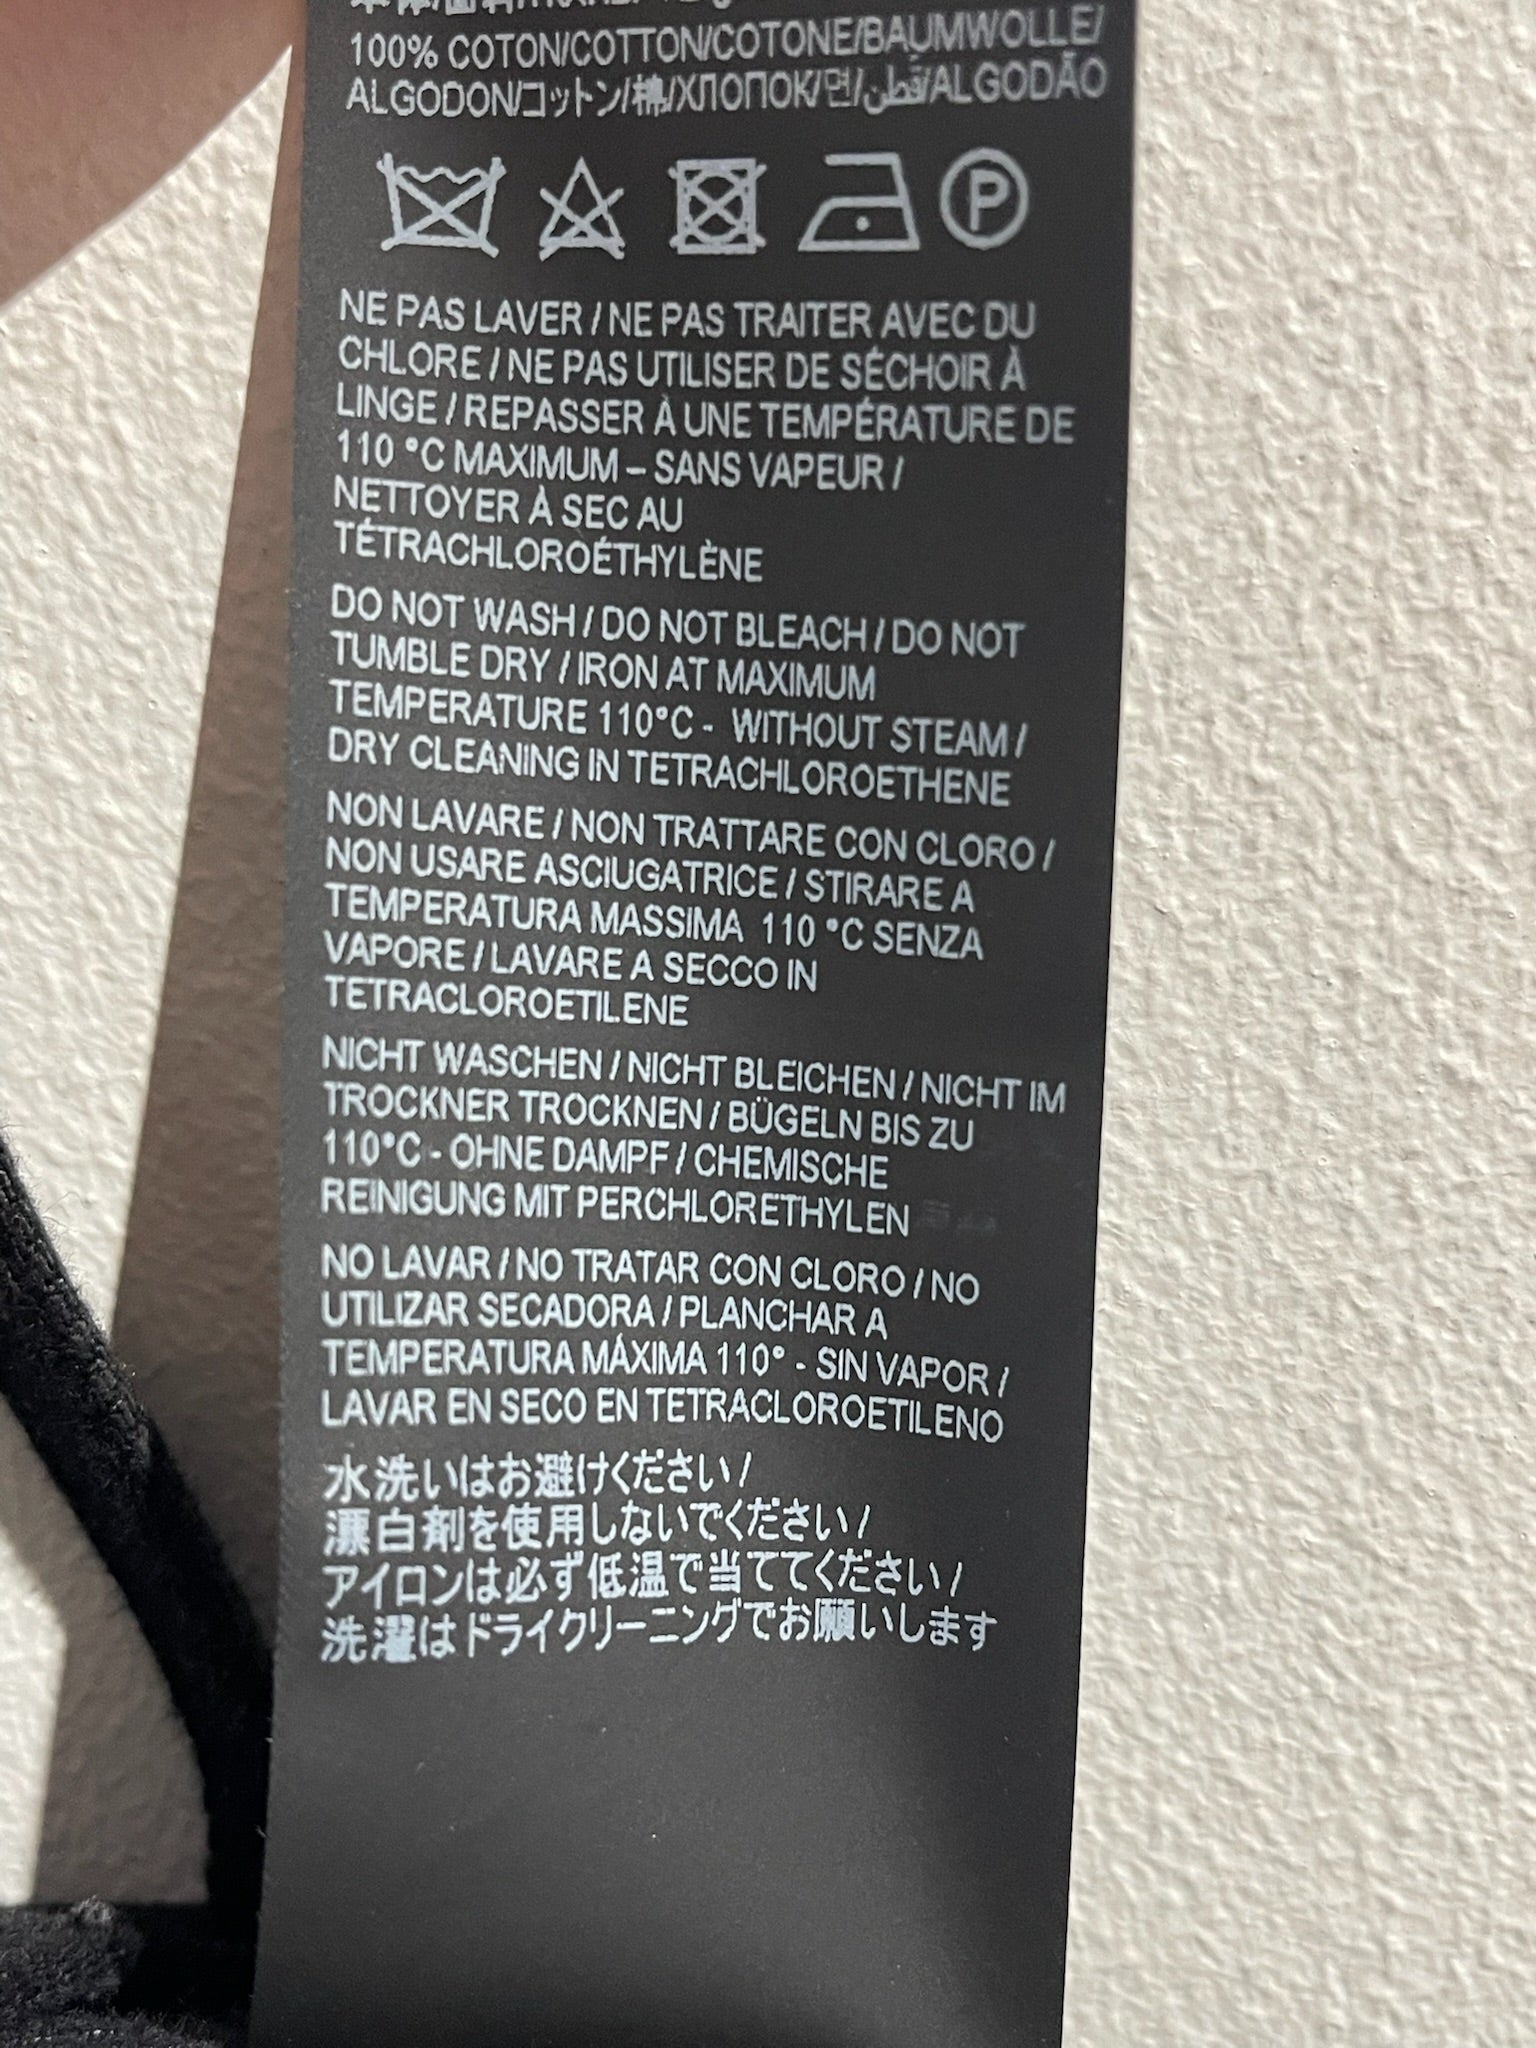 100% COTON/COTTON/COTONE/BAUMWOLLE/
ALGODON/コットン/棉/ХЛОПОК/면/قطن/ALGODÃO
P
NE PAS LAVER / NE PAS TRAITER AVEC DU
CHLORE / NE PAS UTILISER DE SÉCHOIR À
LINGE / REPASSER À UNE TEMPÉRATURE DE
110 °C MAXIMUM – SANS VAPEUR /
NETTOYER À SEC AU
TÉTRACHLOROÉTHYLÈNE
DO NOT WASH / DO NOT BLEACH / DO NOT
TUMBLE DRY / IRON AT MAXIMUM
TEMPERATURE 110°C - WITHOUT STEAM /
DRY CLEANING IN TETRACHLOROETHENE
NON LAVARE / NON TRATTARE CON CLORO /
NON USARE ASCIUGATRICE / STIRARE A
TEMPERATURA MASSIMA 110 °C SENZA
VAPORE / LAVARE A SECCO IN
TETRACLOROETILENE
NICHT WASCHEN / NICHT BLEICHEN / NICHT IM
TROCKNER TROCKNEN / BÜGELN BIS ZU
110°C - OHNE DAMPF / CHEMISCHE
REINIGUNG MIT PERCHLORETHYLEN
NO LAVAR / NO TRATAR CON CLORO / NO
UTILIZAR SECADORA / PLANCHAR A
TEMPERATURA MÁXIMA 110° - SIN VAPOR /
LAVAR EN SECO EN TETRACLOROETILENO
水洗いはお避けください/
漂白剤を使用しないでください/
アイロンは必ず低温で当ててください/
洗濯はドライクリーニングでお願いします